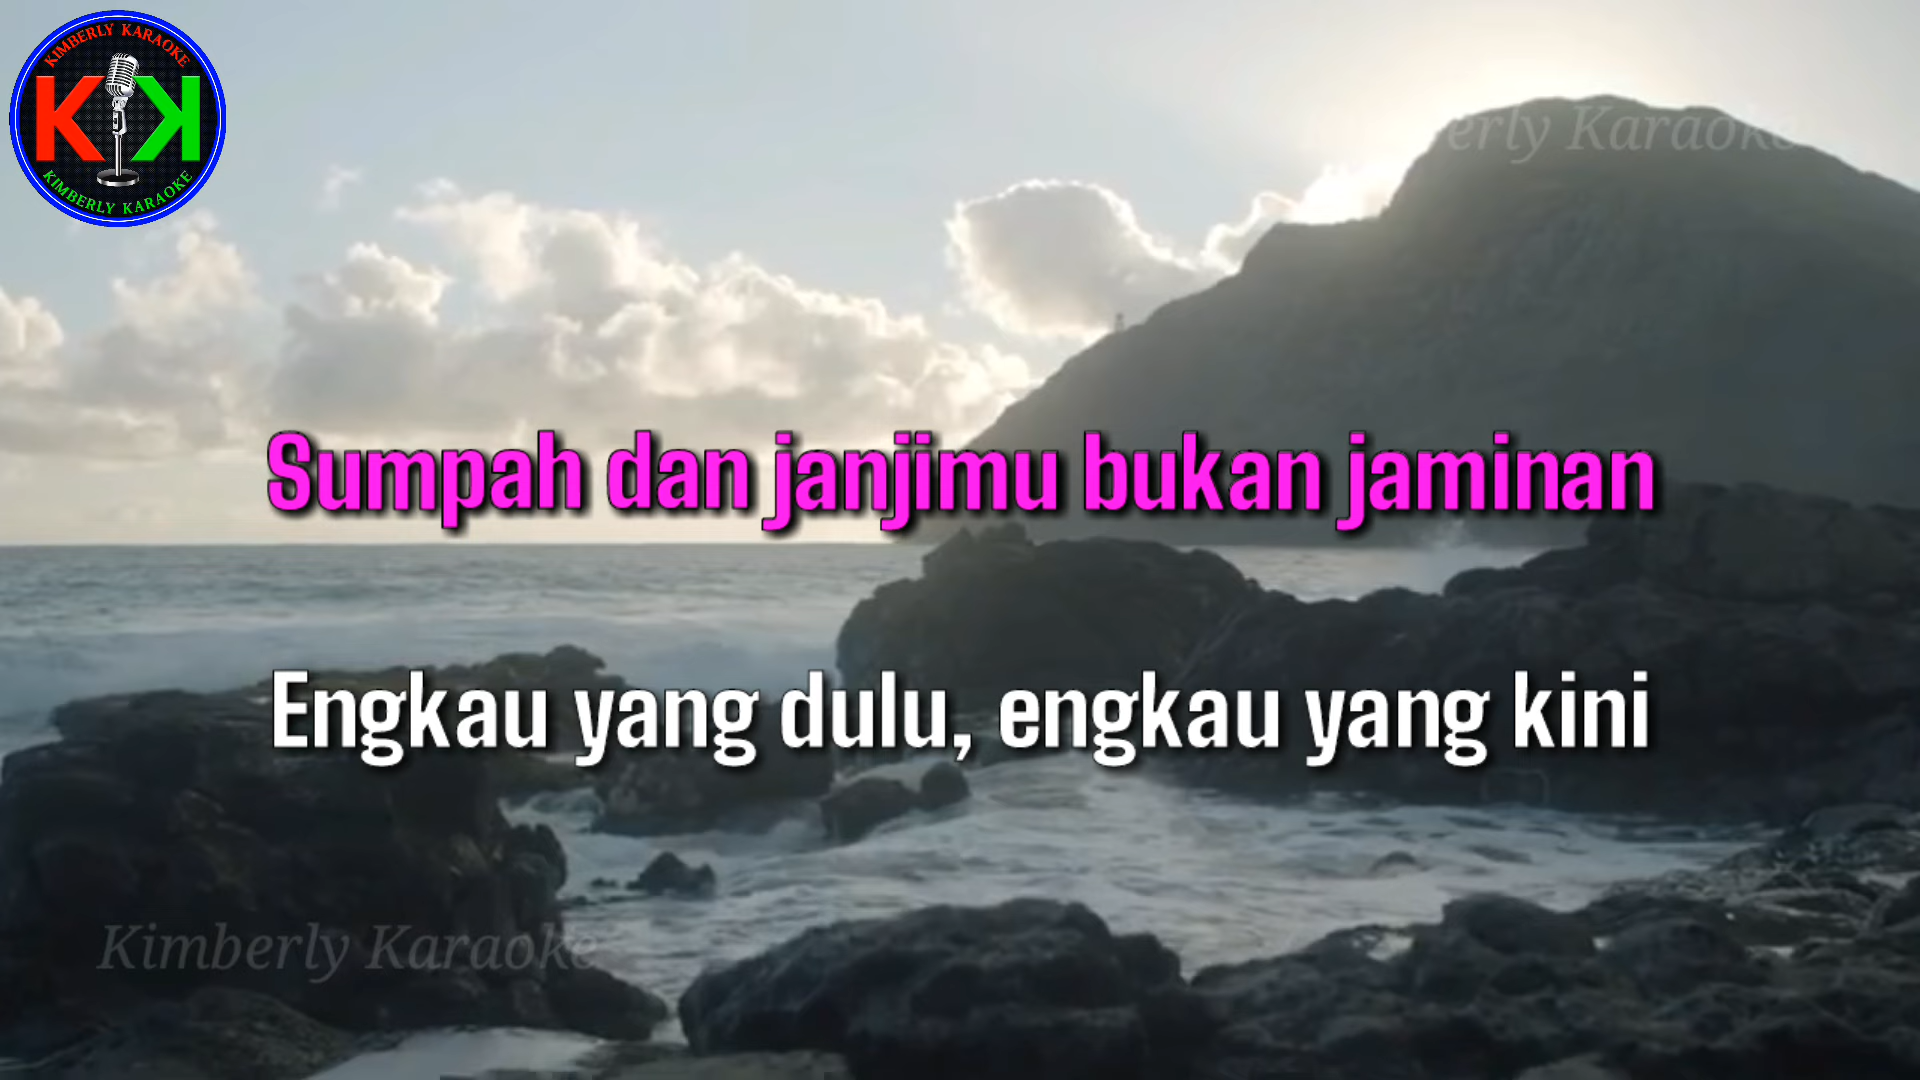 KIMBERLY KARAOKE
KK
KIMBERLY KARAOKE
erly Karaoke
Sumpah dan janjimu bukan jaminan
Engkau yang dulu, engkau yang kini
Kimberly Karaoke